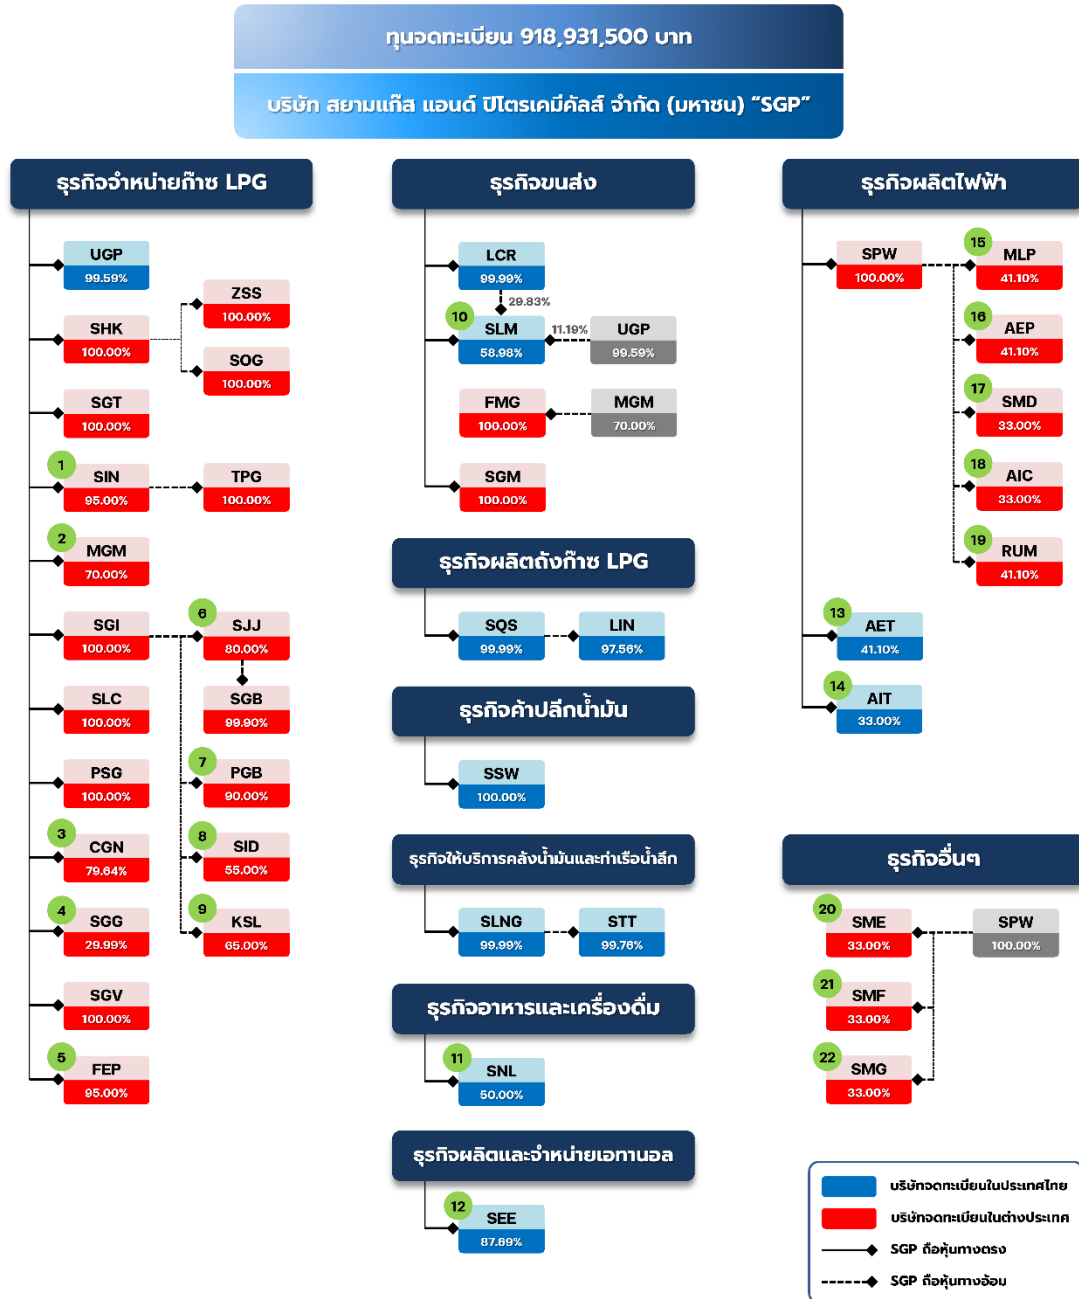 ทุนจดทะเบียน 918,931,500 บาท
บริษัท สยามแก๊ส แอนด์ ปิโตรเคมีคัลส์ จำกัด (มหาชน) “SGP”
ธุรกิจจำหน่ายก๊าซ LPG
UGP
99.59%
SHK
100.00%
ZSS
100.00%
SOG
100.00%
SGT
100.00%
1
SIN
95.00%
TPG
100.00%
2
MGM
70.00%
SGI
100.00%
6
SJJ
80.00%
SGB
99.90%
SLC
100.00%
PSG
100.00%
7
PGB
90.00%
3
CGN
79.64%
8
SID
55.00%
4
SGG
29.99%
9
KSL
65.00%
SGV
100.00%
5
FEP
95.00%
ธุรกิจขนส่ง
LCR
99.99%
29.83%
10
SLM
58.98%
11.19%
UGP
99.59%
FMG
100.00%
MGM
70.00%
SGM
100.00%
ธุรกิจผลิตถังก๊าซ LPG
SQS
99.99%
LIN
97.56%
ธุรกิจค้าปลีกน้ำมัน
SSW
100.00%
ธุรกิจให้บริการคลังน้ำมันและท่าเรือน้ำลึก
SLNG
99.99%
STT
99.76%
ธุรกิจอาหารและเครื่องดื่ม
11
SNL
50.00%
ธุรกิจผลิตและจำหน่ายเอทานอล
12
SEE
87.69%
ธุรกิจผลิตไฟฟ้า
SPW
100.00%
15
MLP
41.10%
16
AEP
41.10%
17
SMD
33.00%
18
AIC
33.00%
19
RUM
41.10%
13
AET
41.10%
14
AIT
33.00%
ธุรกิจอื่นๆ
20
SME
33.00%
SPW
100.00%
21
SMF
33.00%
22
SMG
33.00%
บริษัทจดทะเบียนในประเทศไทย
บริษัทจดทะเบียนในต่างประเทศ
SGP ถือหุ้นทางตรง
SGP ถือหุ้นทางอ้อม